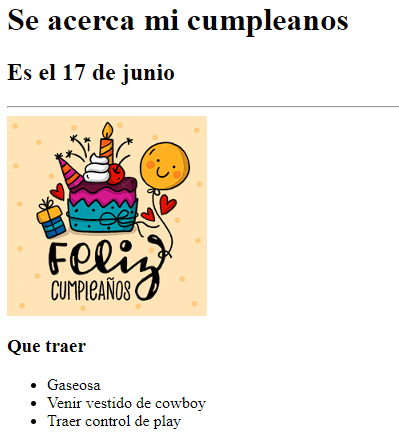 Se acerca mi cumpleanos
Es el 17 de junio
Feliz
CUMPLEAÑOS
Que traer
Gaseosa
Venir vestido de cowboy
Traer control de play